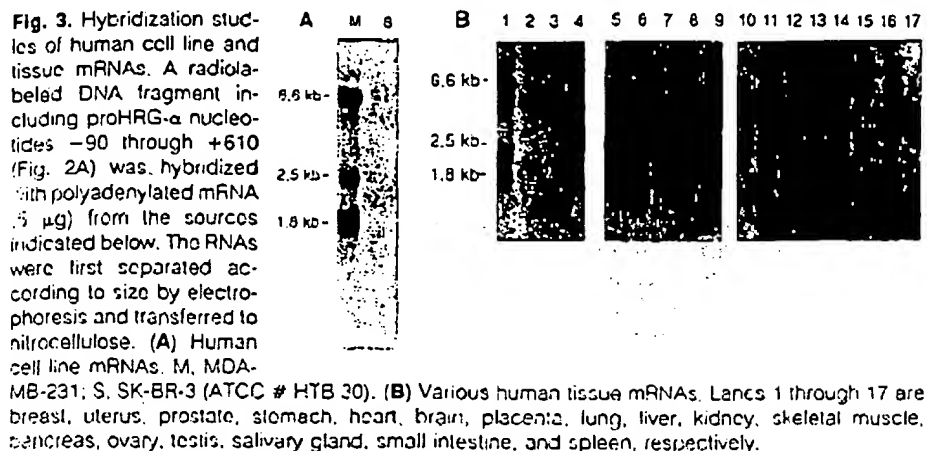 Fig. 3. Hybridization stud-
ies of human cell line and
tissue mRNAs. A radiola-
beled DNA fragment in-
cluding proHRG-α nucleo-
tides −90 through +610
(Fig. 2A) was hybridized
with polyadenylated mRNA
5 µg) from the sources
indicated below. The RNAs
were first separated ac-
cording to size by electro-
phoresis and transferred to
nitrocellulose. (A) Human
cell line mRNAs. M, MDA-
MB-231; S, SK-BR-3 (ATCC # HTB 30). (B) Various human tissue mRNAs. Lanes 1 through 17 are
breast, uterus, prostate, stomach, heart, brain, placenta, lung, liver, kidney, skeletal muscle,
pancreas, ovary, testis, salivary gland, small intestine, and spleen, respectively.
A M S
6.6 kb-
2.5 kb-
1.8 kb-
B 1 2 3 4 5 6 7 8 9 10 11 12 13 14 15 16 17
6.6 kb-
2.5 kb-
1.8 kb-